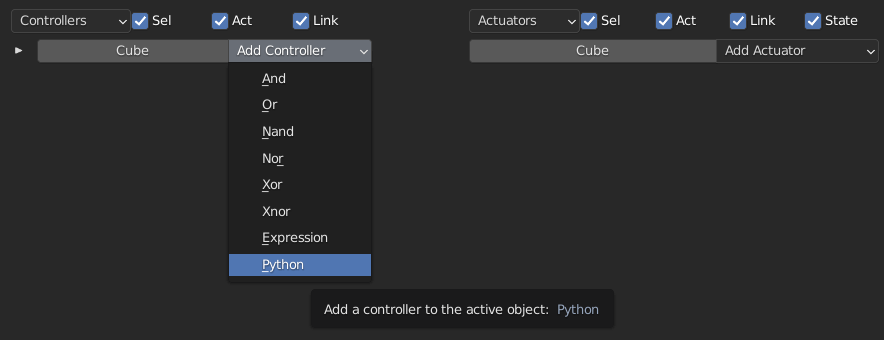 Controllers Sel Act Link Actuators Sel Act Link State
Cube Add Controller Cube Add Actuator
And
Or
Nand
Nor
Xor
Xnor
Expression
Python
Add a controller to the active object: Python